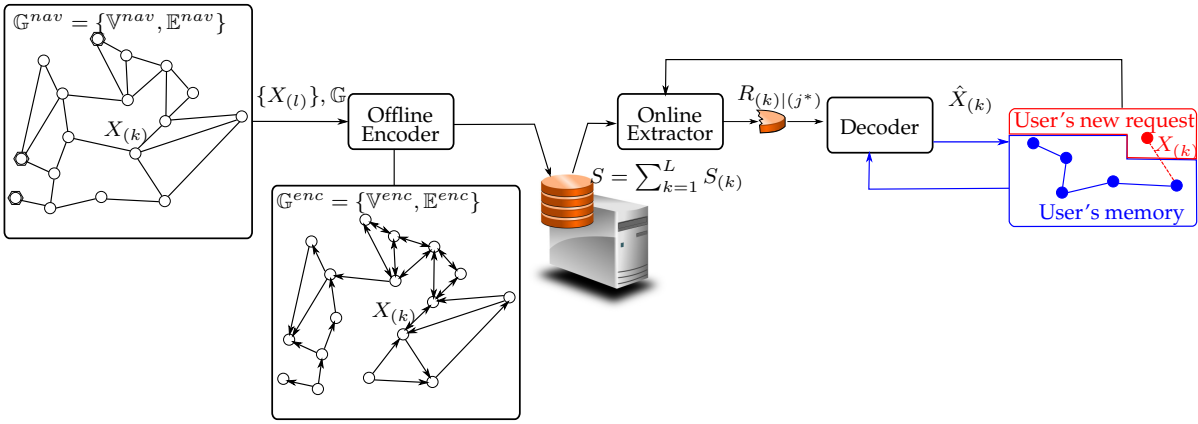 𝔾^{nav} = {𝕍^{nav}, 𝔼^{nav}}
X_{(k)}
{X_{(l)}}, 𝔾
Offline
Encoder
𝔾^{enc} = {𝕍^{enc}, 𝔼^{enc}}
X_{(k)}
S = ∑_{k=1}^{L} S_{(k)}
Online
Extractor
R_{(k)|(j*)}
Decoder
X̂_{(k)}
User's new request
X_{(k)}
User's memory